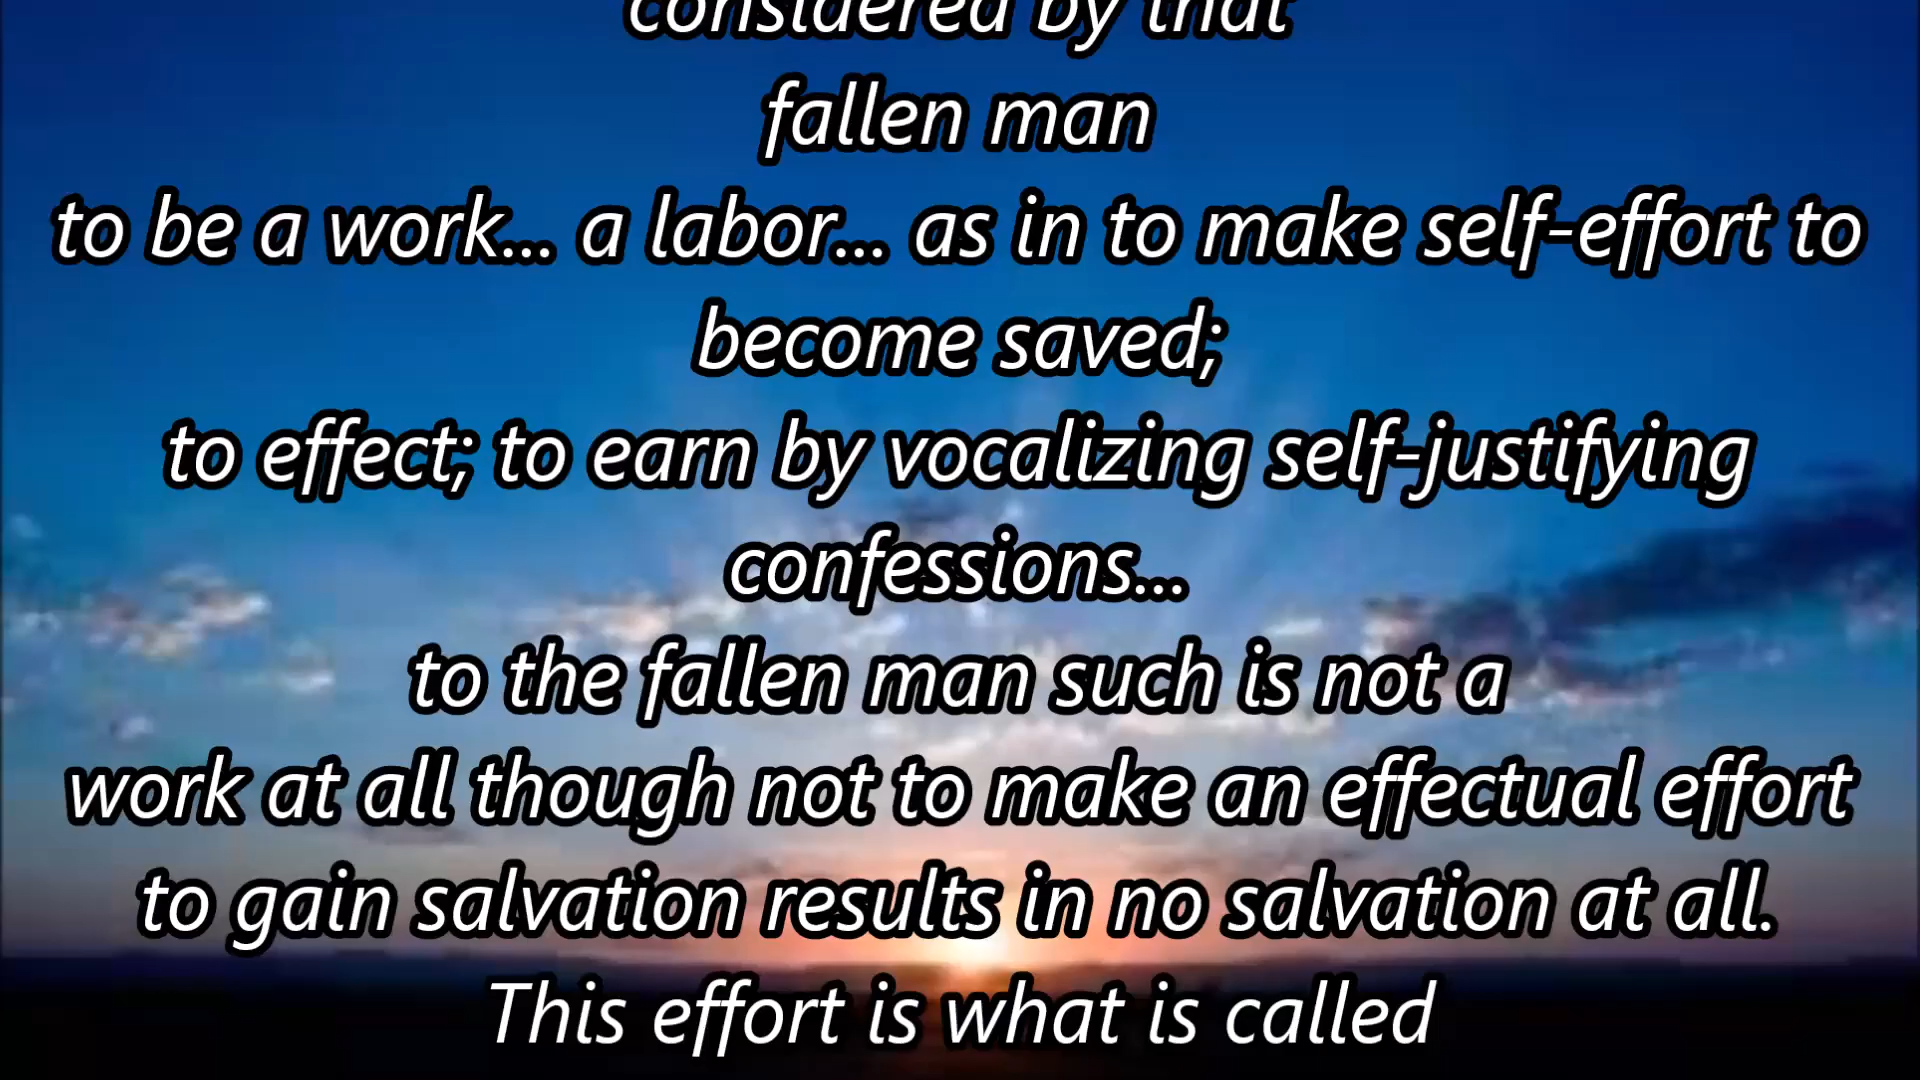 considered by that
fallen man
to be a work... a labor... as in to make self-effort to
become saved;
to effect; to earn by vocalizing self-justifying
confessions...
to the fallen man such is not a
work at all though not to make an effectual effort
to gain salvation results in no salvation at all.
This effort is what is called